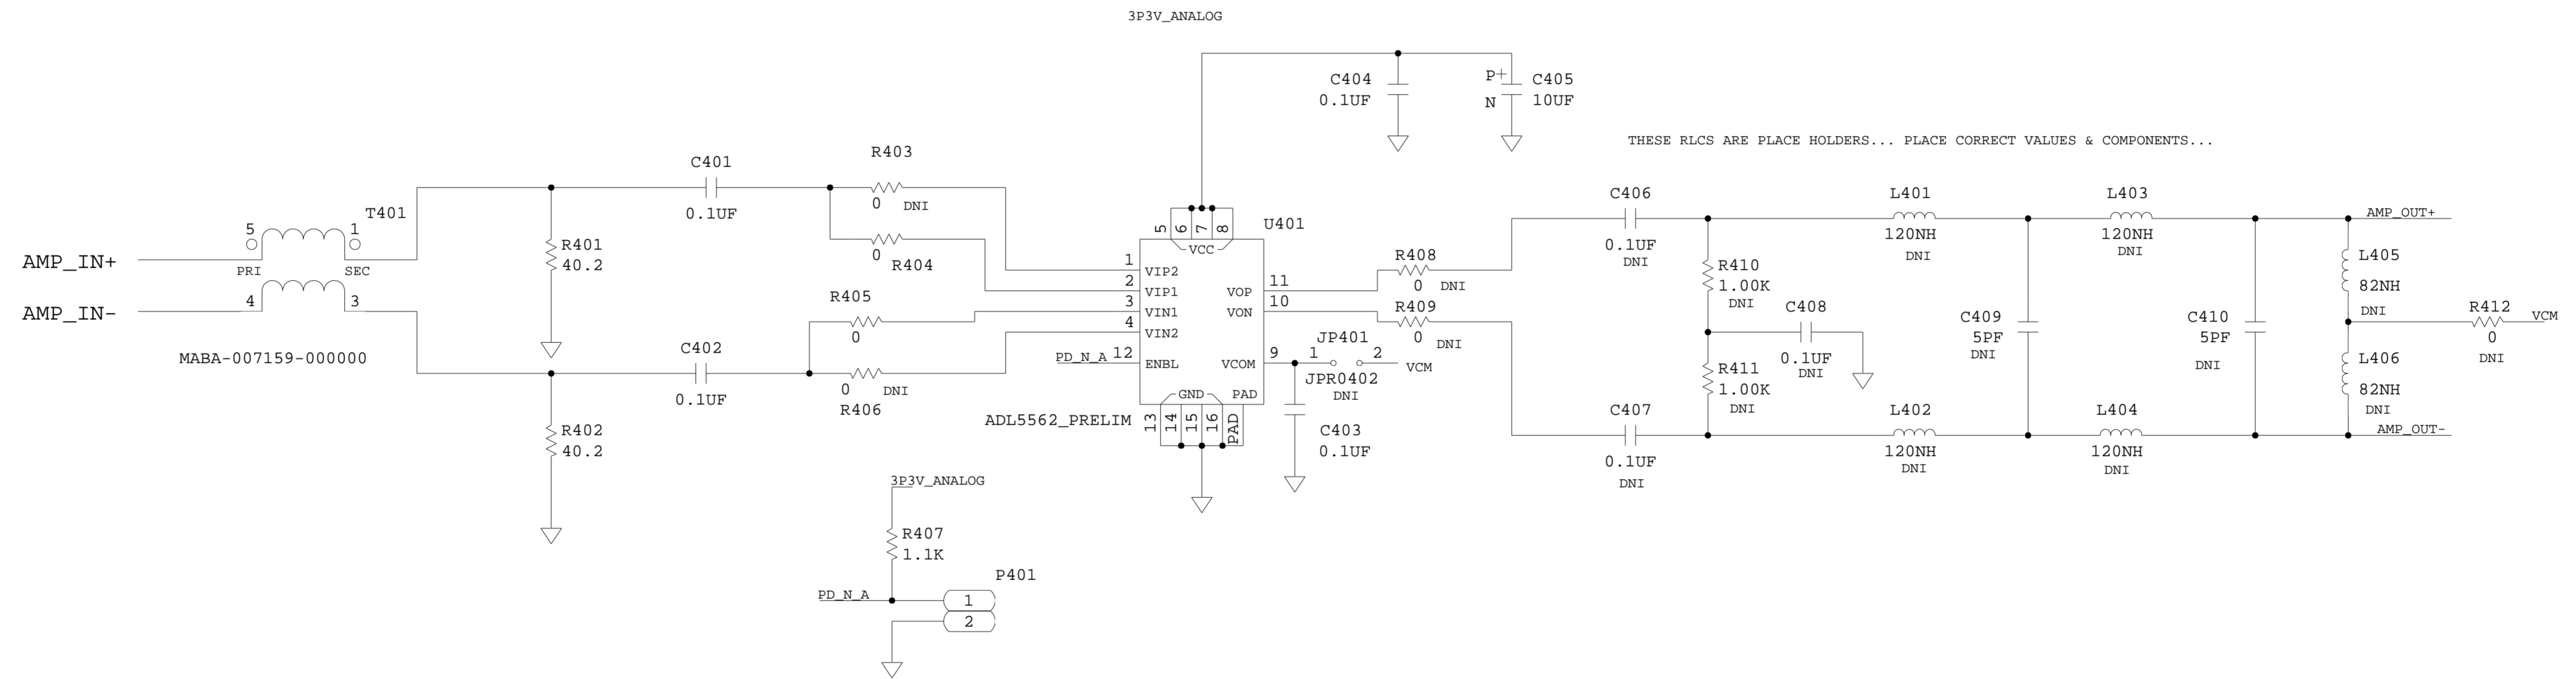 3P3V_ANALOG
C404
0.1UF
P+
N
C405
10UF
THESE RLCS ARE PLACE HOLDERS... PLACE CORRECT VALUES & COMPONENTS...
AMP_IN+
AMP_IN-
5
4
PRI
1
3
SEC
T401
MABA-007159-000000
R401
40.2
R402
40.2
C401
0.1UF
C402
0.1UF
R403
0
DNI
0
R404
R405
0
0
DNI
R406
PD_N_A
U401
5
6
7
8
VCC
1
VIP2
2
VIP1
3
VIN1
4
VIN2
12
ENBL
11
VOP
10
VON
9
VCOM
GND
PAD
13
14
15
16
PAD
ADL5562_PRELIM
R408
0
DNI
R409
0
DNI
JP401
1
2
VCM
JPR0402
DNI
C403
0.1UF
3P3V_ANALOG
R407
1.1K
PD_N_A
P401
1
2
C406
0.1UF
DNI
C407
0.1UF
DNI
R410
1.00K
DNI
R411
1.00K
DNI
C408
0.1UF
DNI
L401
120NH
DNI
L402
120NH
DNI
C409
5PF
DNI
L403
120NH
DNI
L404
120NH
DNI
C410
5PF
DNI
AMP_OUT+
L405
82NH
DNI
L406
82NH
DNI
AMP_OUT-
R412
0
DNI
VCM